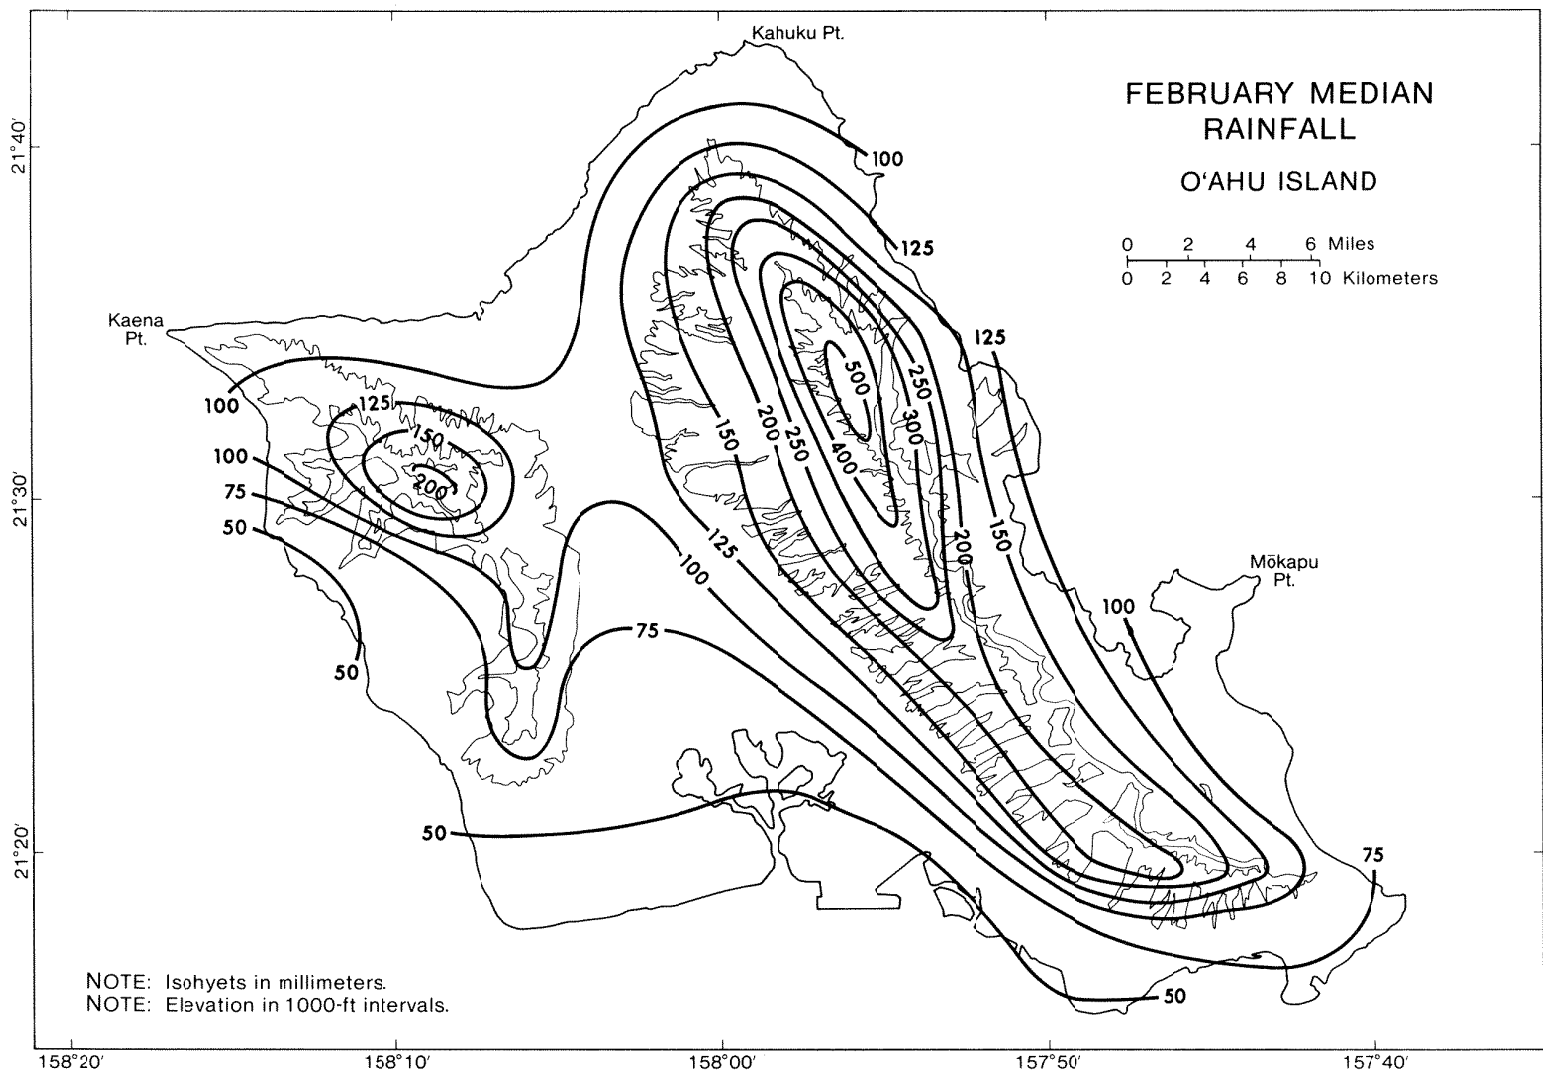 Kahuku Pt.
FEBRUARY MEDIAN
RAINFALL
O‘AHU ISLAND
0 2 4 6 Miles
0 2 4 6 8 10 Kilometers
21°40′
21°30′
21°20′
Kaena
Pt.
100
125
125
100
125
150
200
100
75
50
50
150
200
250
400
500
250
300
200
150
125
100
75
Mōkapu
Pt.
100
75
50
50
NOTE: Isohyets in millimeters.
NOTE: Elevation in 1000-ft intervals.
158°20′
158°10′
158°00′
157°50′
157°40′